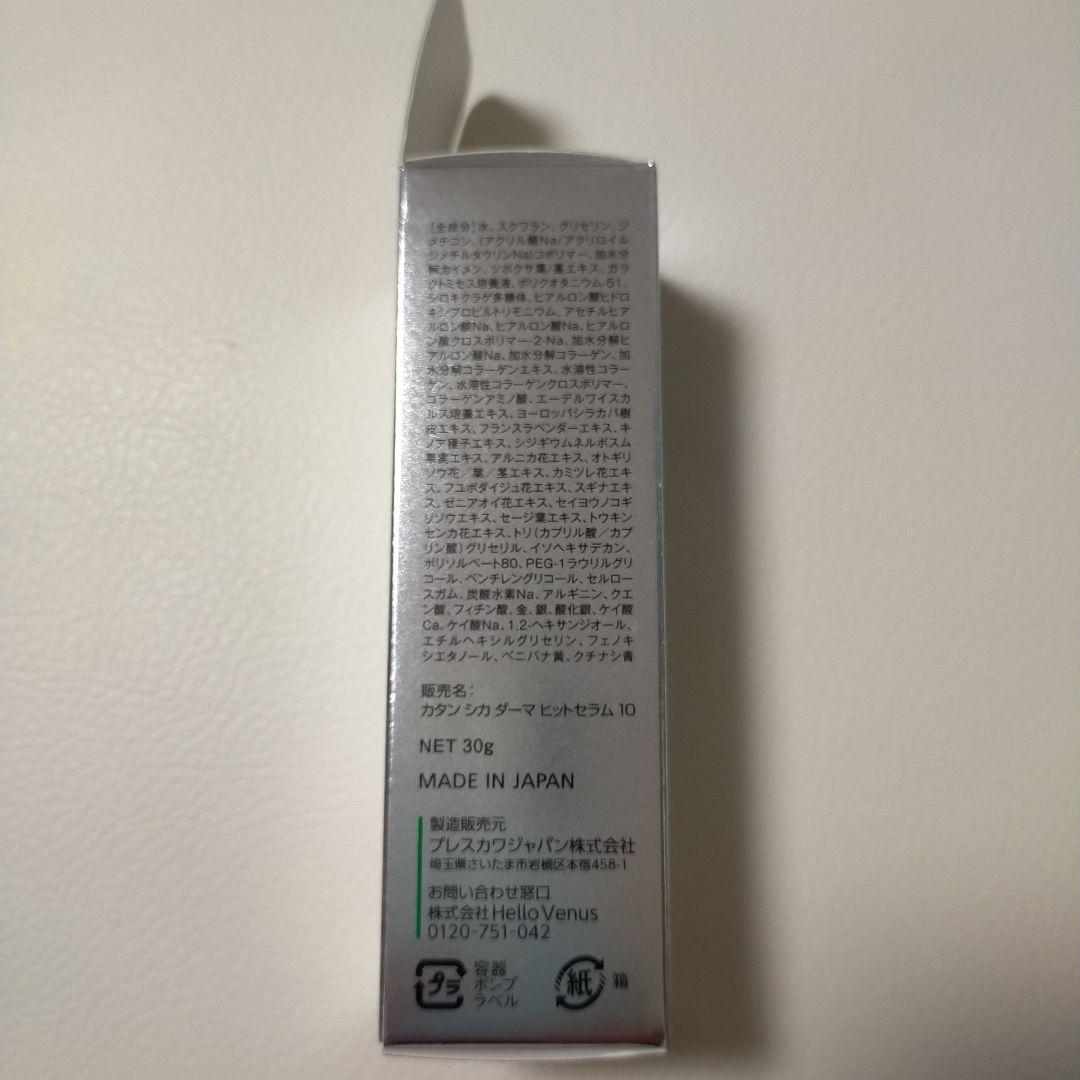 [全成分]水、スクワラン、グリセリン、ジ
メチコン、(アクリル酸Na/アクリロイル
ジメチルタウリンNa)コポリマー、加水分
解カイメン、ツボクサ葉/茎エキス、ガラ
クトミセス培養液、ポリクオタニウム-51、
シロキクラゲ多糖体、ヒアルロン酸ヒドロ
キシプロピルトリモニウム、アセチルヒア
ルロン酸Na、ヒアルロン酸Na、ヒアルロ
ン酸クロスポリマー-2-Na、加水分解ヒ
アルロン酸Na、加水分解コラーゲン、加
水分解コラーゲンエキス、水溶性コラー
ゲン、水溶性コラーゲンクロスポリマー、
コラーゲンアミノ酸、エーデルワイスカ
ルス培養エキス、ヨーロッパシラカバ樹
皮エキス、フランスラベンダーエキス、キ
ノア種子エキス、シジギウムネルボスム
果実エキス、アルニカ花エキス、オトギリ
ソウ花/葉/茎エキス、カミツレ花エキ
ス、フユボダイジュ花エキス、スギナエキ
ス、ゼニアオイ花エキス、セイヨウノコギ
リソウエキス、セージ葉エキス、トウキン
センカ花エキス、トリ(カプリル酸/カプ
リン酸)グリセリル、イソヘキサデカン、
ポリソルベート80、PEG-1ラウリルグリ
コール、ペンチレングリコール、セルロー
スガム、炭酸水素Na、アルギニン、クエ
ン酸、フィチン酸、金、銀、酸化銀、ケイ酸
Ca、ケイ酸Na、1,2-ヘキサンジオール、
エチルヘキシルグリセリン、フェノキ
シエタノール、ベニバナ黄、クチナシ青
販売名:
カタン シカ ダーマ ヒットセラム 10
NET 30g
MADE IN JAPAN
製造販売元
プレスカワジャパン株式会社
埼玉県さいたま市岩槻区本宿458-1
お問い合わせ窓口
株式会社Hello Venus
0120-751-042
プラ
容器
ポンプ
ラベル
紙
箱